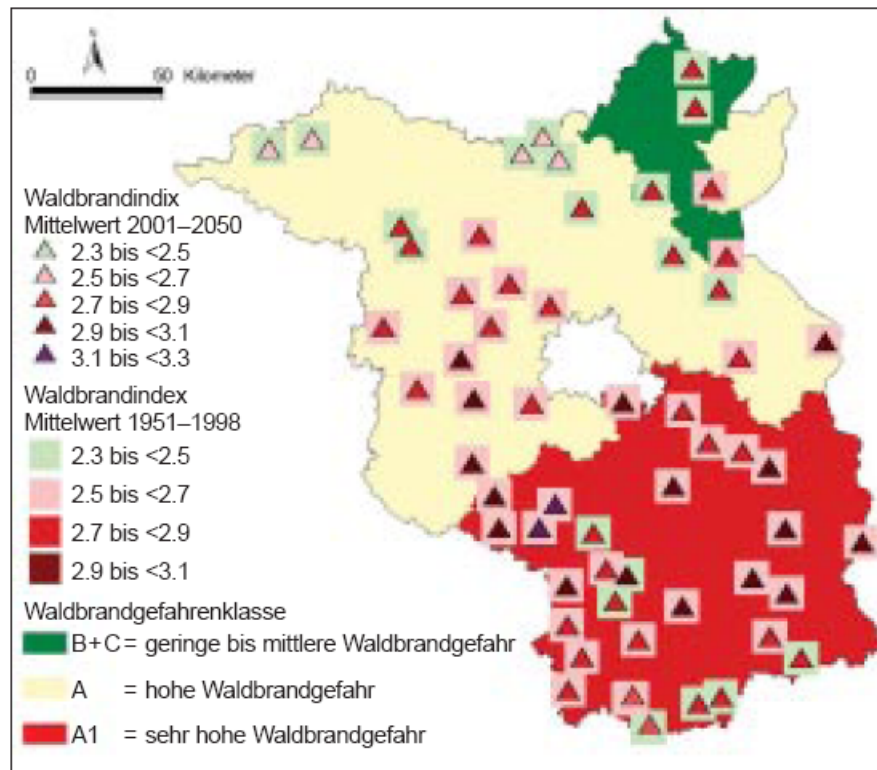 0 50 Kilometer
Waldbrandindix
Mittelwert 2001–2050
2.3 bis <2.5
2.5 bis <2.7
2.7 bis <2.9
2.9 bis <3.1
3.1 bis <3.3
Waldbrandindex
Mittelwert 1951–1998
2.3 bis <2.5
2.5 bis <2.7
2.7 bis <2.9
2.9 bis <3.1
Waldbrandgefahrenklasse
B+C = geringe bis mittlere Waldbrandgefahr
A = hohe Waldbrandgefahr
A1 = sehr hohe Waldbrandgefahr